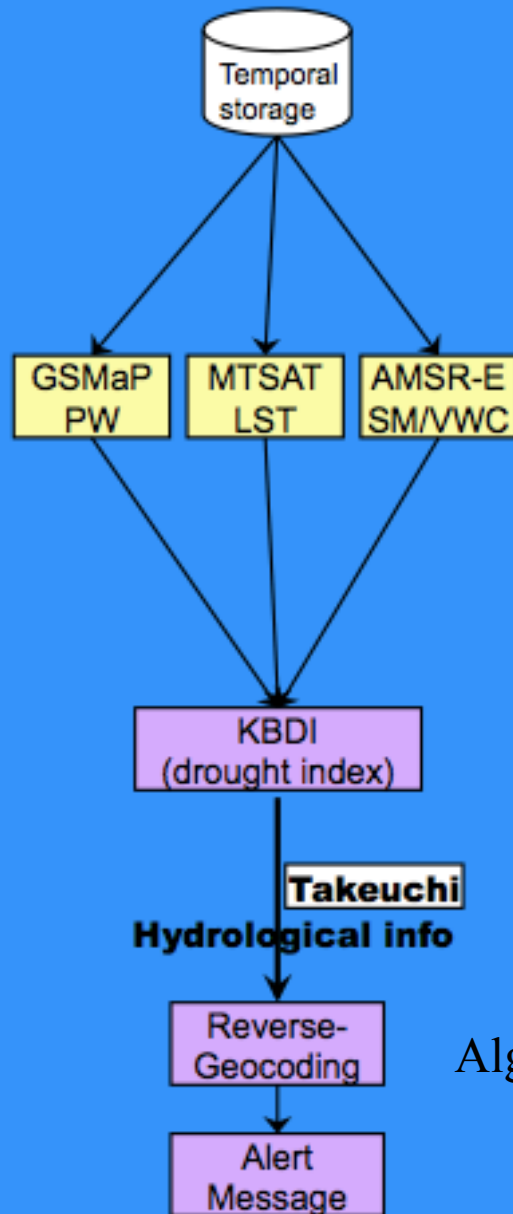 Temporal
storage
GSMaP
PW
MTSAT
LST
AMSR-E
SM/VWC
KBDI
(drought index)
Takeuchi
Hydrological info
Reverse-
Geocoding
Alg
Alert
Message